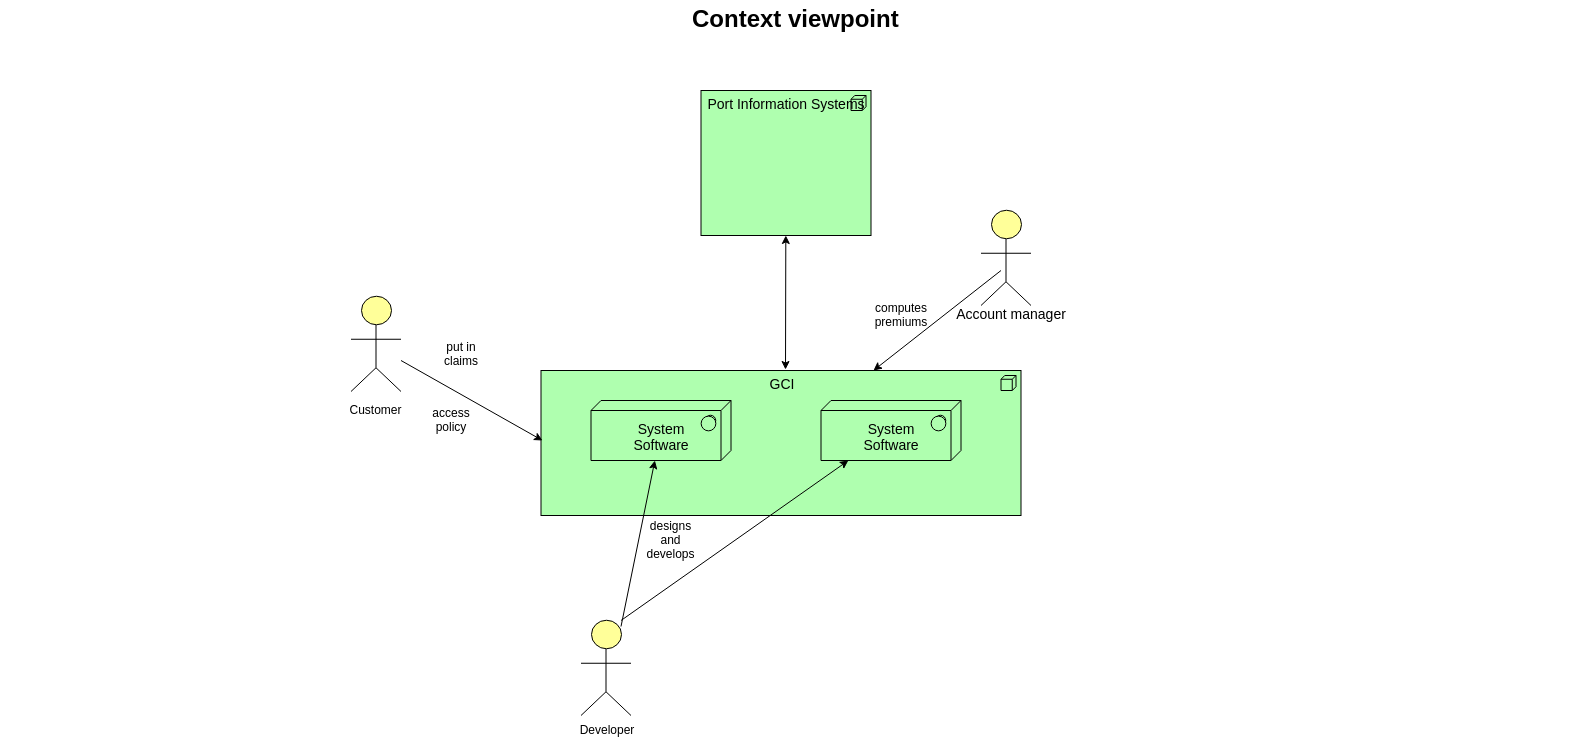 Context viewpoint
Port Information Systems
computes
premiums
Account manager
put in
claims
Customer
access
policy
GCI
System
Software
System
Software
designs
and
develops
Developer